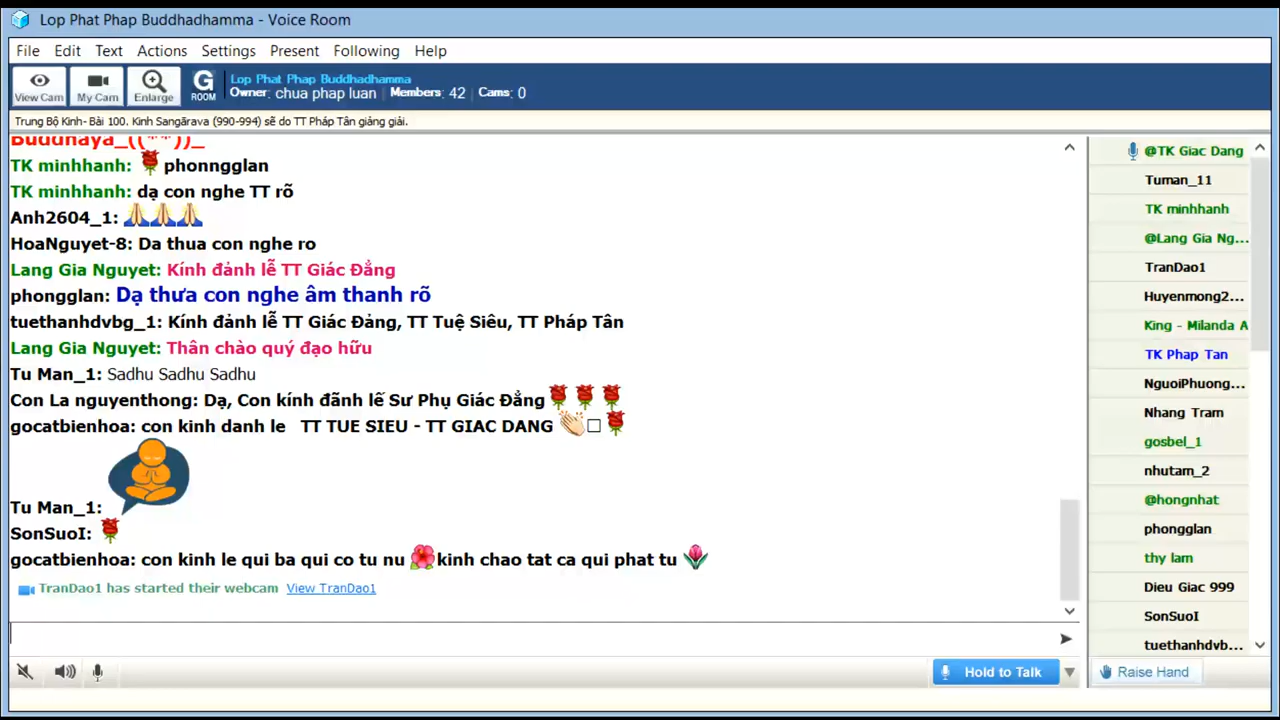 Lop Phat Phap Buddhadhamma - Voice Room
File Edit Text Actions Settings Present Following Help
View Cam My Cam Enlarge G ROOM
Lop Phat Phap Buddhadhamma
Owner: chua phap luan Members: 42 Cams: 0
Trung Bộ Kinh- Bài 100. Kinh Sangārava (990-994) sẽ do TT Pháp Tân giảng giải.
Buddhaya_((**))_
TK minhhanh: phonngglan
TK minhhanh: dạ con nghe TT rõ
Anh2604_1:
HoaNguyet-8: Da thua con nghe ro
Lang Gia Nguyet: Kính đảnh lễ TT Giác Đẳng
phongglan: Dạ thưa con nghe âm thanh rõ
tuethanhdvbg_1: Kính đảnh lễ TT Giác Đảng, TT Tuệ Siêu, TT Pháp Tân
Lang Gia Nguyet: Thân chào quý đạo hữu
Tu Man_1: Sadhu Sadhu Sadhu
Con La nguyenthong: Dạ, Con kính đãnh lế Sư Phụ Giác Đẳng
gocatbienhoa: con kinh danh le TT TUE SIEU - TT GIAC DANG
Tu Man_1:
SonSuoI:
gocatbienhoa: con kinh le qui ba qui co tu nu kinh chao tat ca qui phat tu
TranDao1 has started their webcam View TranDao1
@TK Giac Dang
Tuman_11
TK minhhanh
@Lang Gia Ng...
TranDao1
Huyenmong2...
King - Milanda A
TK Phap Tan
NguoiPhuong...
Nhang Tram
gosbel_1
nhutam_2
@hongnhat
phongglan
thy lam
Dieu Giac 999
SonSuoI
tuethanhdvb...
Hold to Talk
Raise Hand